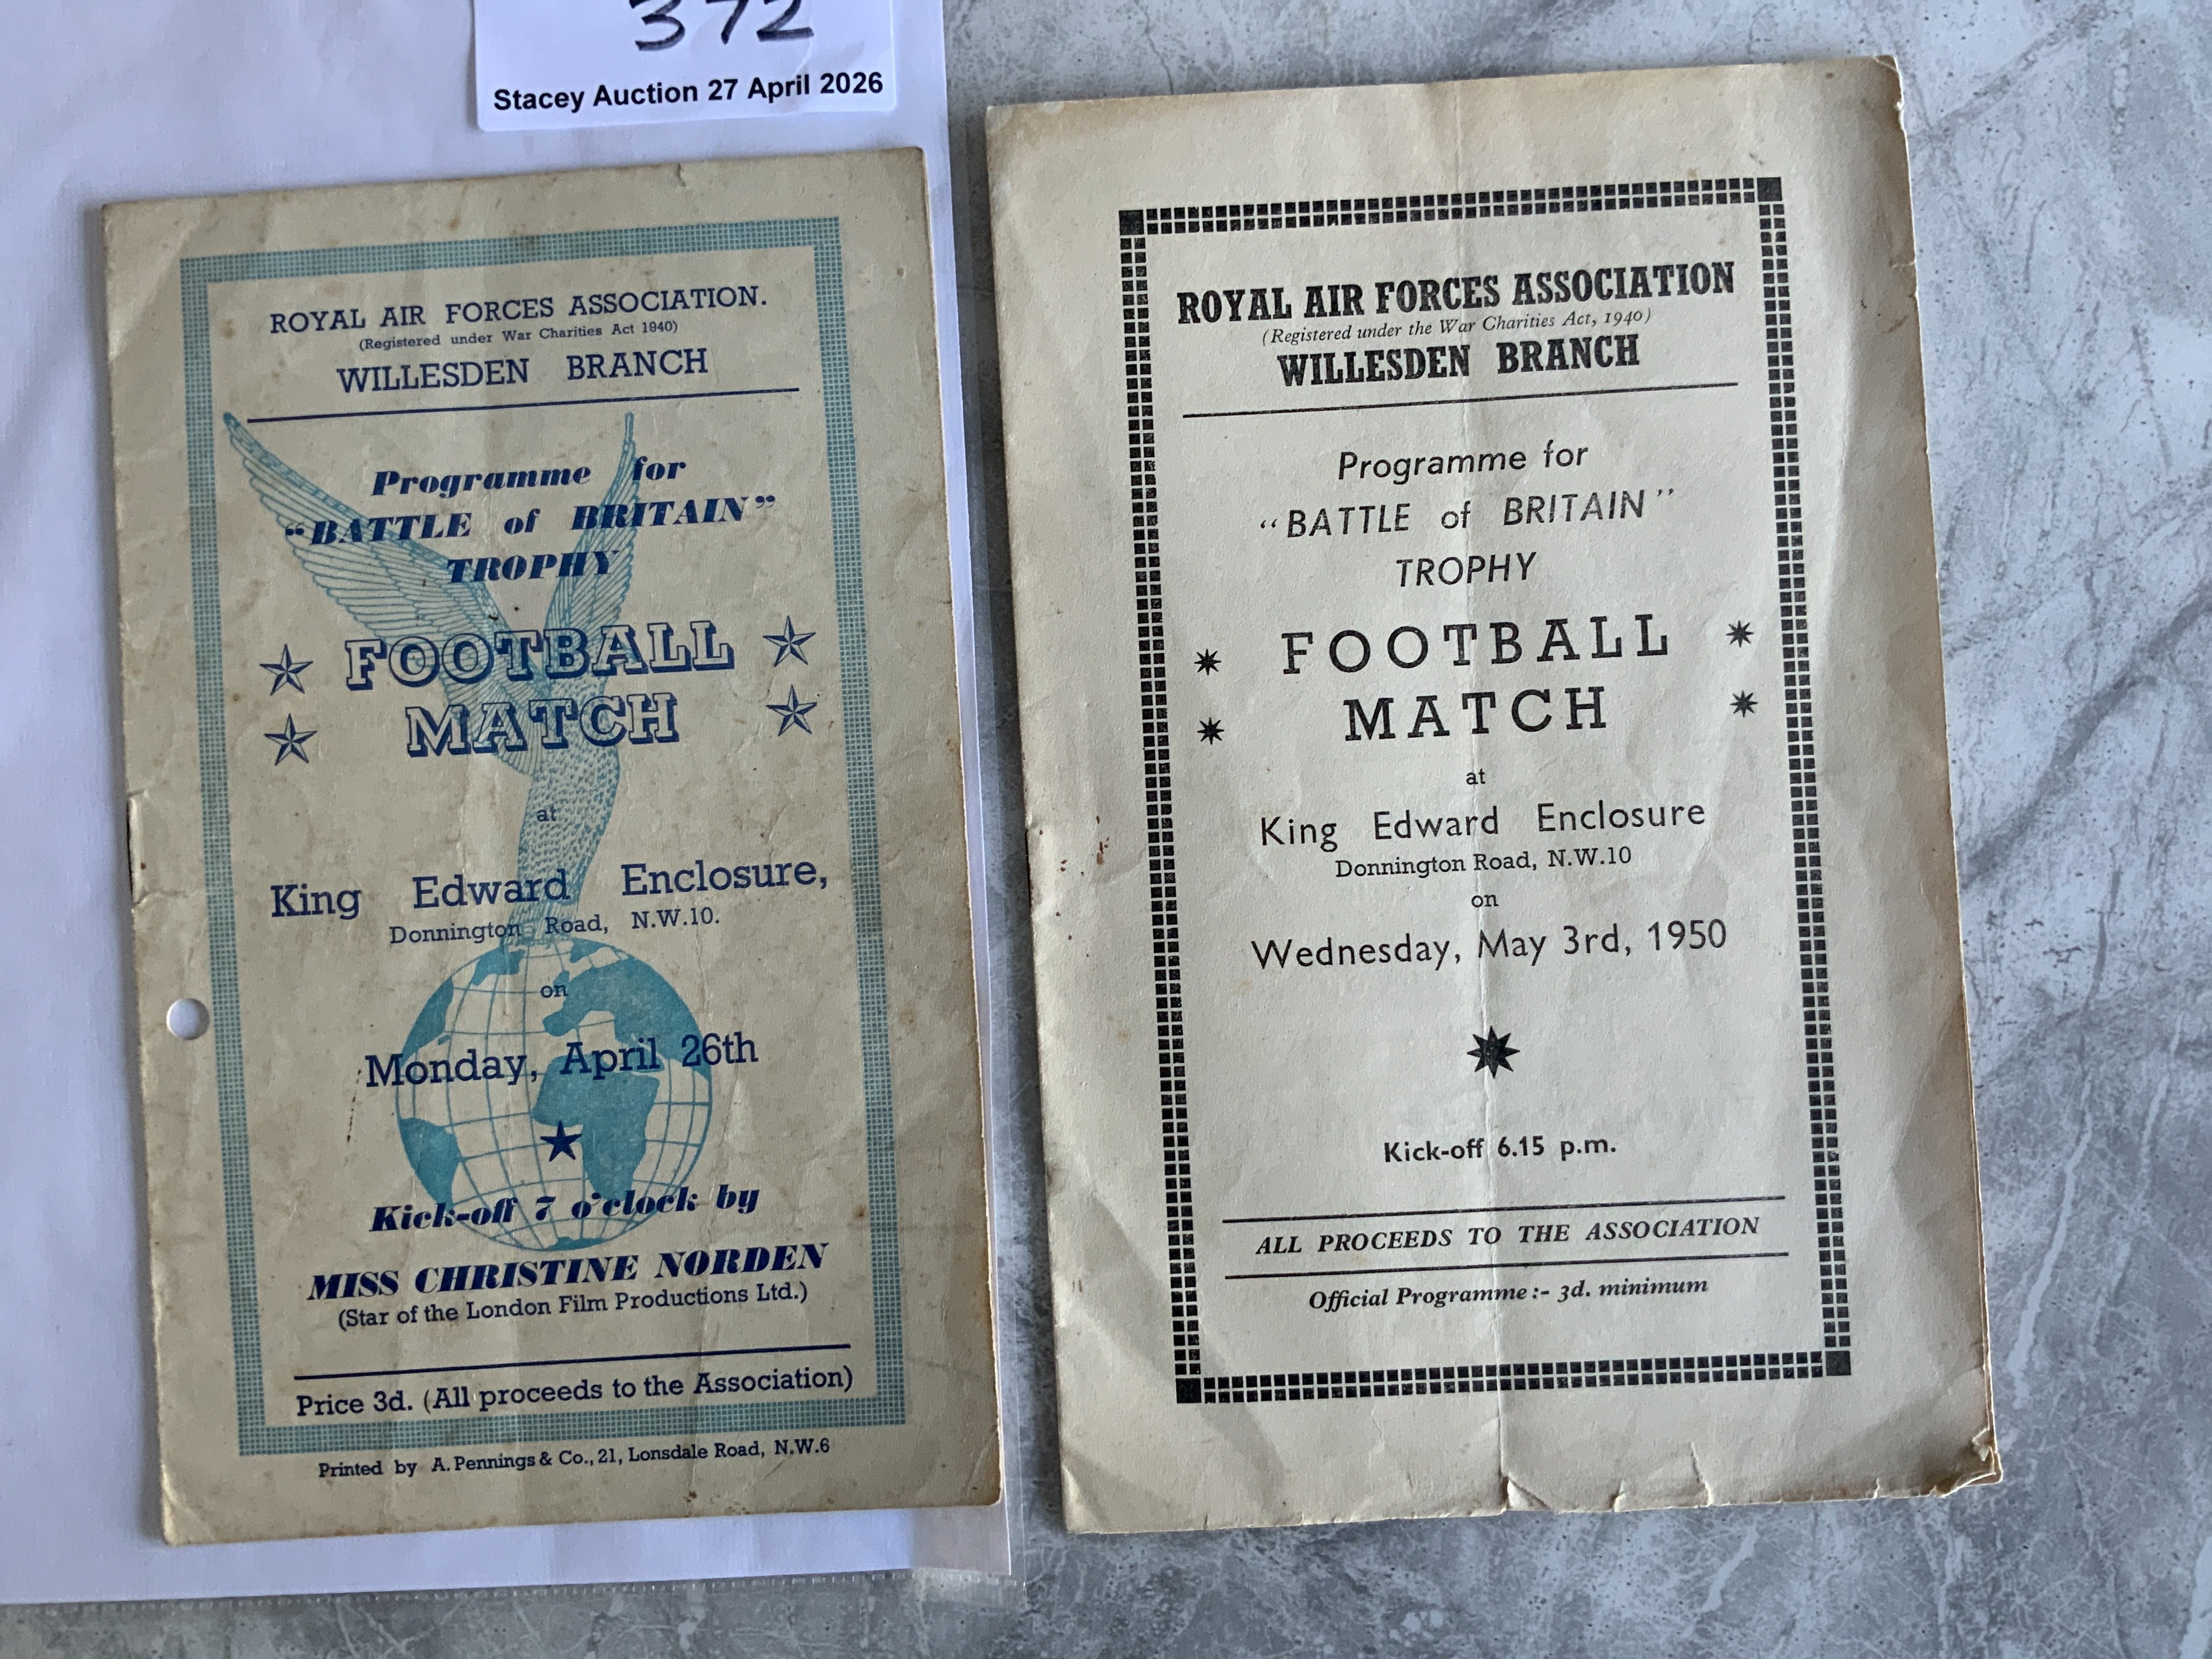 372
Stacey Auction 27 April 2026
ROYAL AIR FORCES ASSOCIATION.
(Registered under War Charities Act 1940)
WILLESDEN BRANCH
Programme for
“BATTLE of BRITAIN”
TROPHY
FOOTBALL
MATCH
at
King Edward Enclosure,
Donnington Road, N.W.10.
on
Monday, April 26th
Kick-off 7 o'clock by
MISS CHRISTINE NORDEN
(Star of the London Film Productions Ltd.)
Price 3d. (All proceeds to the Association)
Printed by A. Pennings & Co., 21, Lonsdale Road, N.W.6
ROYAL AIR FORCES ASSOCIATION
(Registered under the War Charities Act, 1940)
WILLESDEN BRANCH
Programme for
“BATTLE of BRITAIN”
TROPHY
FOOTBALL
MATCH
at
King Edward Enclosure
Donnington Road, N.W.10
on
Wednesday, May 3rd, 1950
Kick-off 6.15 p.m.
ALL PROCEEDS TO THE ASSOCIATION
Official Programme :- 3d. minimum